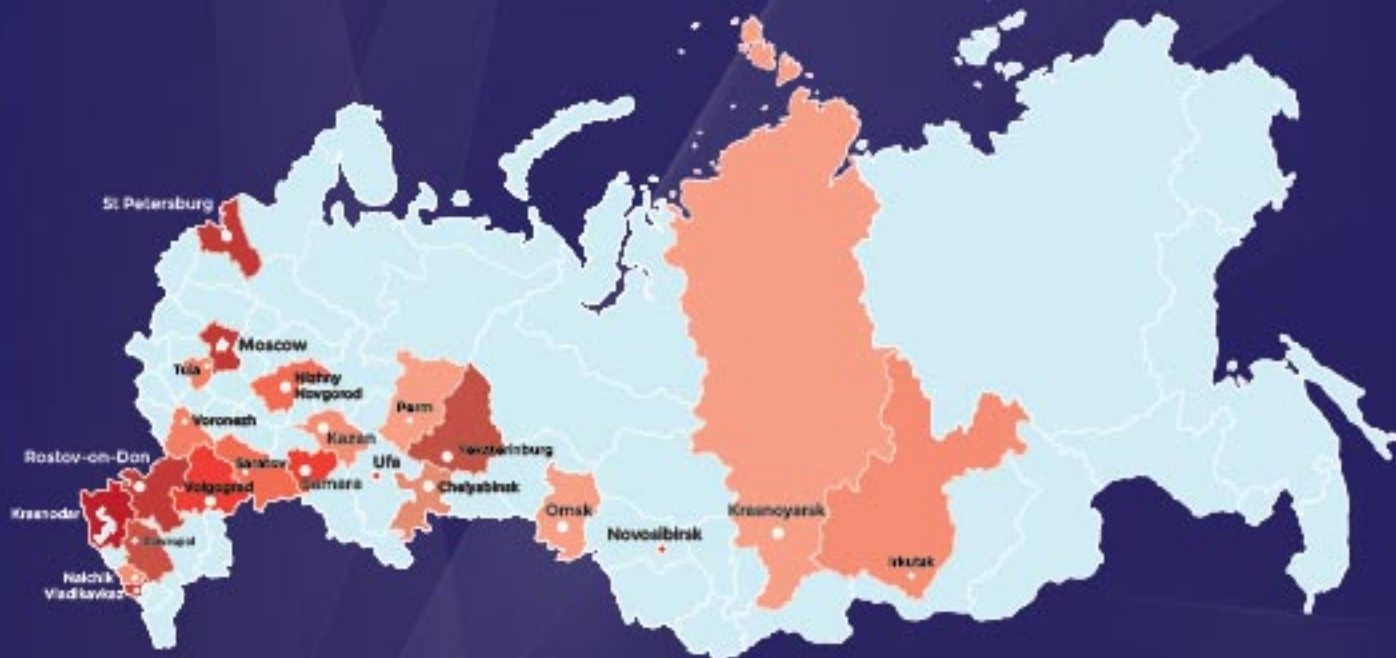 St Petersburg
Moscow
Tula
Nizhny
Novgorod
Perm
Voronezh
Kazan
Yekaterinburg
Rostov-on-Don
Saratov
Ufa
Samara
Volgograd
Chelyabinsk
Krasnodar
Omsk
Krasnoyarsk
Novosibirsk
Stavropol
Irkutsk
Nalchik
Vladikavkaz